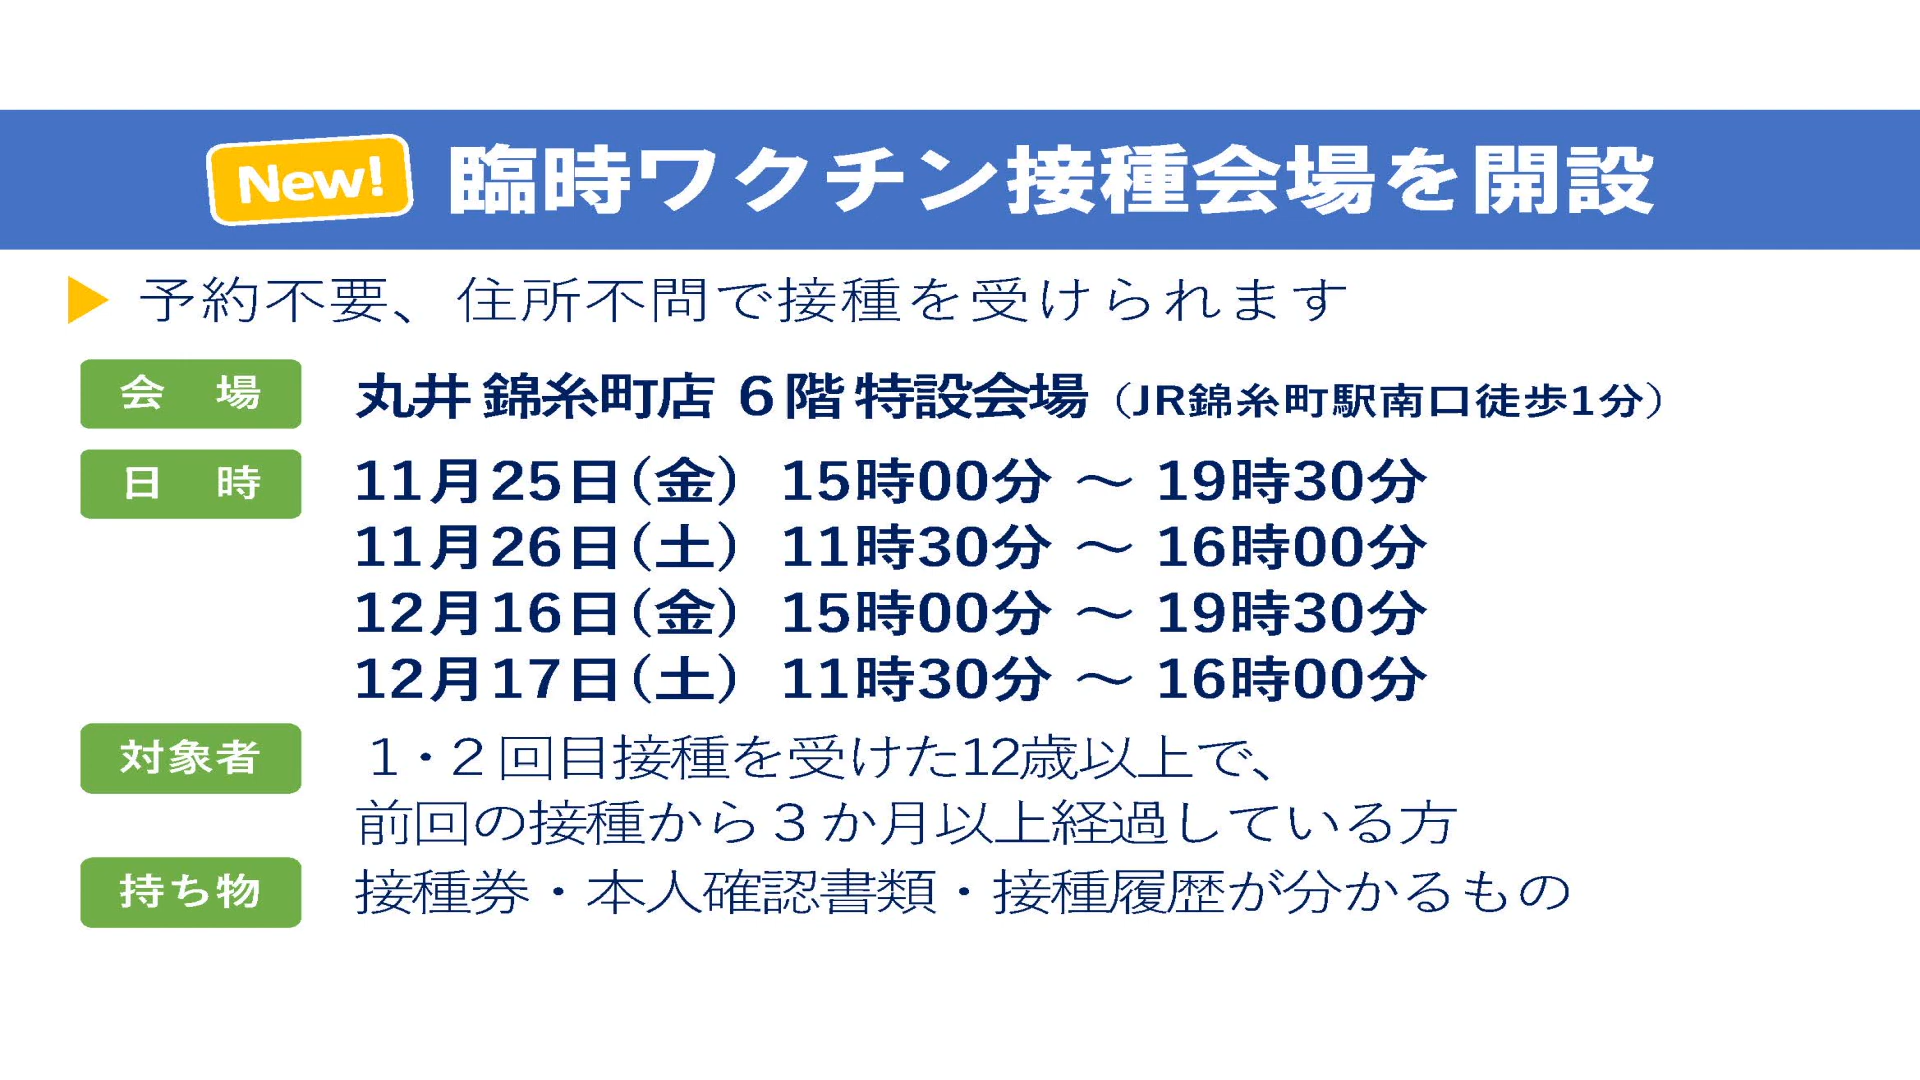 New! 臨時ワクチン接種会場を開設
▶ 予約不要、住所不問で接種を受けられます
会場 丸井 錦糸町店 6階 特設会場（JR錦糸町駅南口徒歩1分）
日時 11月25日（金） 15時00分 ～ 19時30分
11月26日（土） 11時30分 ～ 16時00分
12月16日（金） 15時00分 ～ 19時30分
12月17日（土） 11時30分 ～ 16時00分
対象者 1・2回目接種を受けた12歳以上で、
前回の接種から3か月以上経過している方
持ち物 接種券・本人確認書類・接種履歴が分かるもの